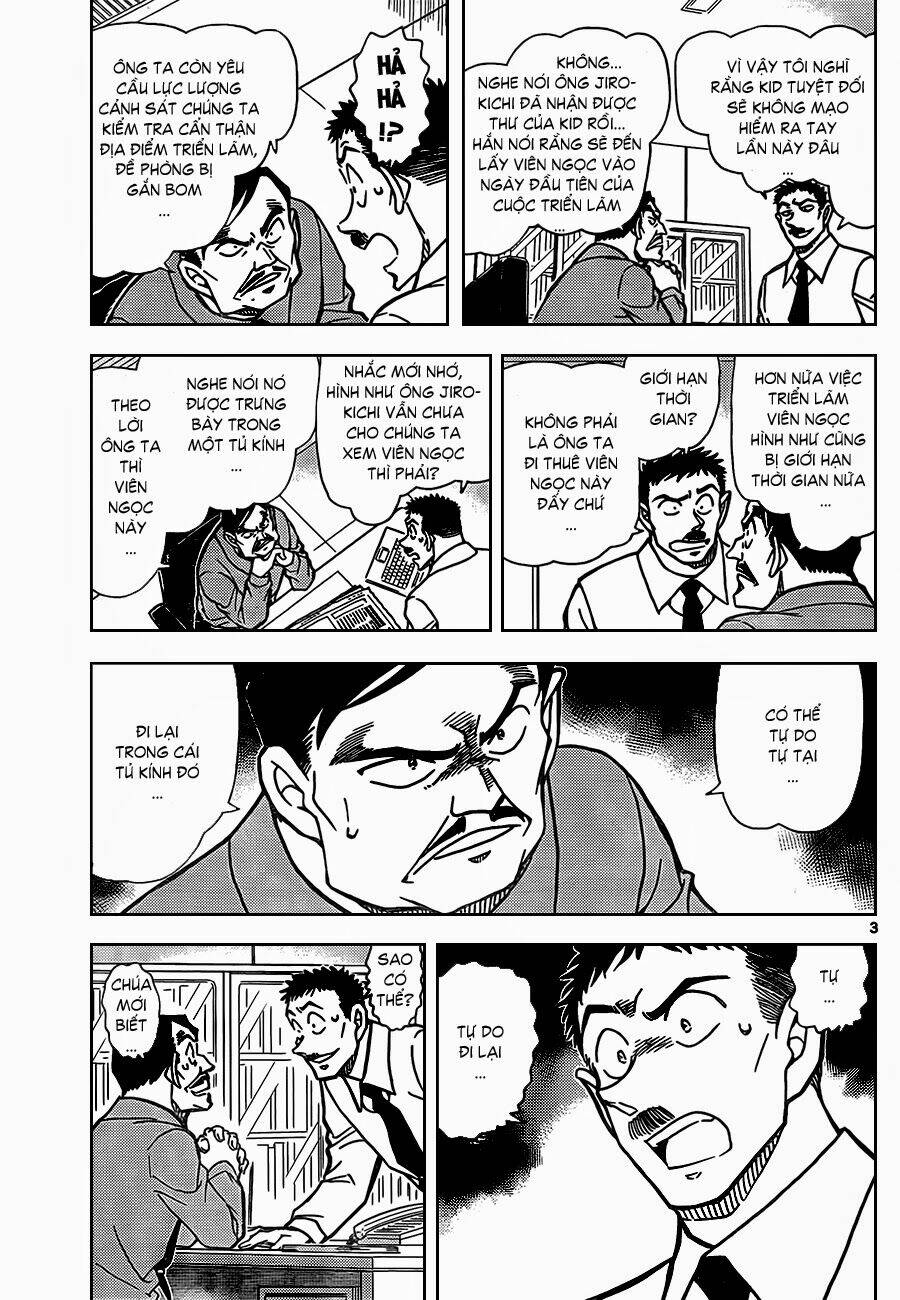 VÌ VẬY TÔI NGHĨ
RẰNG KID TUYỆT ĐỐI
SẼ KHÔNG MẠO
HIỂM RA TAY
LẦN NÀY ĐÂU
...
KHÔNG...
NGHE NÓI ÔNG JIRO-
KICHI ĐÃ NHẬN ĐƯỢC
THƯ CỦA KID RỒI...
HẮN NÓI RẰNG SẼ ĐẾN
LẤY VIÊN NGỌC VÀO
NGÀY ĐẦU TIÊN CỦA
CUỘC TRIỂN LÃM
...
HẢ
HẢ
!?
ÔNG TA CÒN YÊU
CẦU LỰC LƯỢNG
CẢNH SÁT CHÚNG TA
KIỂM TRA CẨN THẬN
ĐỊA ĐIỂM TRIỂN LÃM,
ĐỀ PHÒNG BỊ
GẮN BOM
...
HƠN NỮA VIỆC
TRIỂN LÃM
VIÊN NGỌC
HÌNH NHƯ CŨNG
BỊ GIỚI HẠN
THỜI GIAN NỮA
...
GIỚI HẠN
THỜI
GIAN?
KHÔNG PHẢI
LÀ ÔNG TA
ĐI THUÊ VIÊN
NGỌC NÀY
ĐẤY CHỨ
...
NHẮC MỚI NHỚ,
HÌNH NHƯ ÔNG JIRO-
KICHI VẪN CHƯA
CHO CHÚNG TA
XEM VIÊN NGỌC
THÌ PHẢI?
NGHE NÓI NÓ
ĐƯỢC TRƯNG
BÀY TRONG
MỘT TỦ KÍNH
...
THEO
LỜI
ÔNG TA
THÌ
VIÊN
NGỌC
NÀY
...
CÓ THỂ
TỰ DO
TỰ TẠI
...
ĐI LẠI
TRONG CÁI
TỦ KÍNH ĐÓ
...
3
TỰ
...
TỰ DO
ĐI LẠI
...
SAO
CÓ
THỂ?
CHÚA
MỚI
BIẾT
...